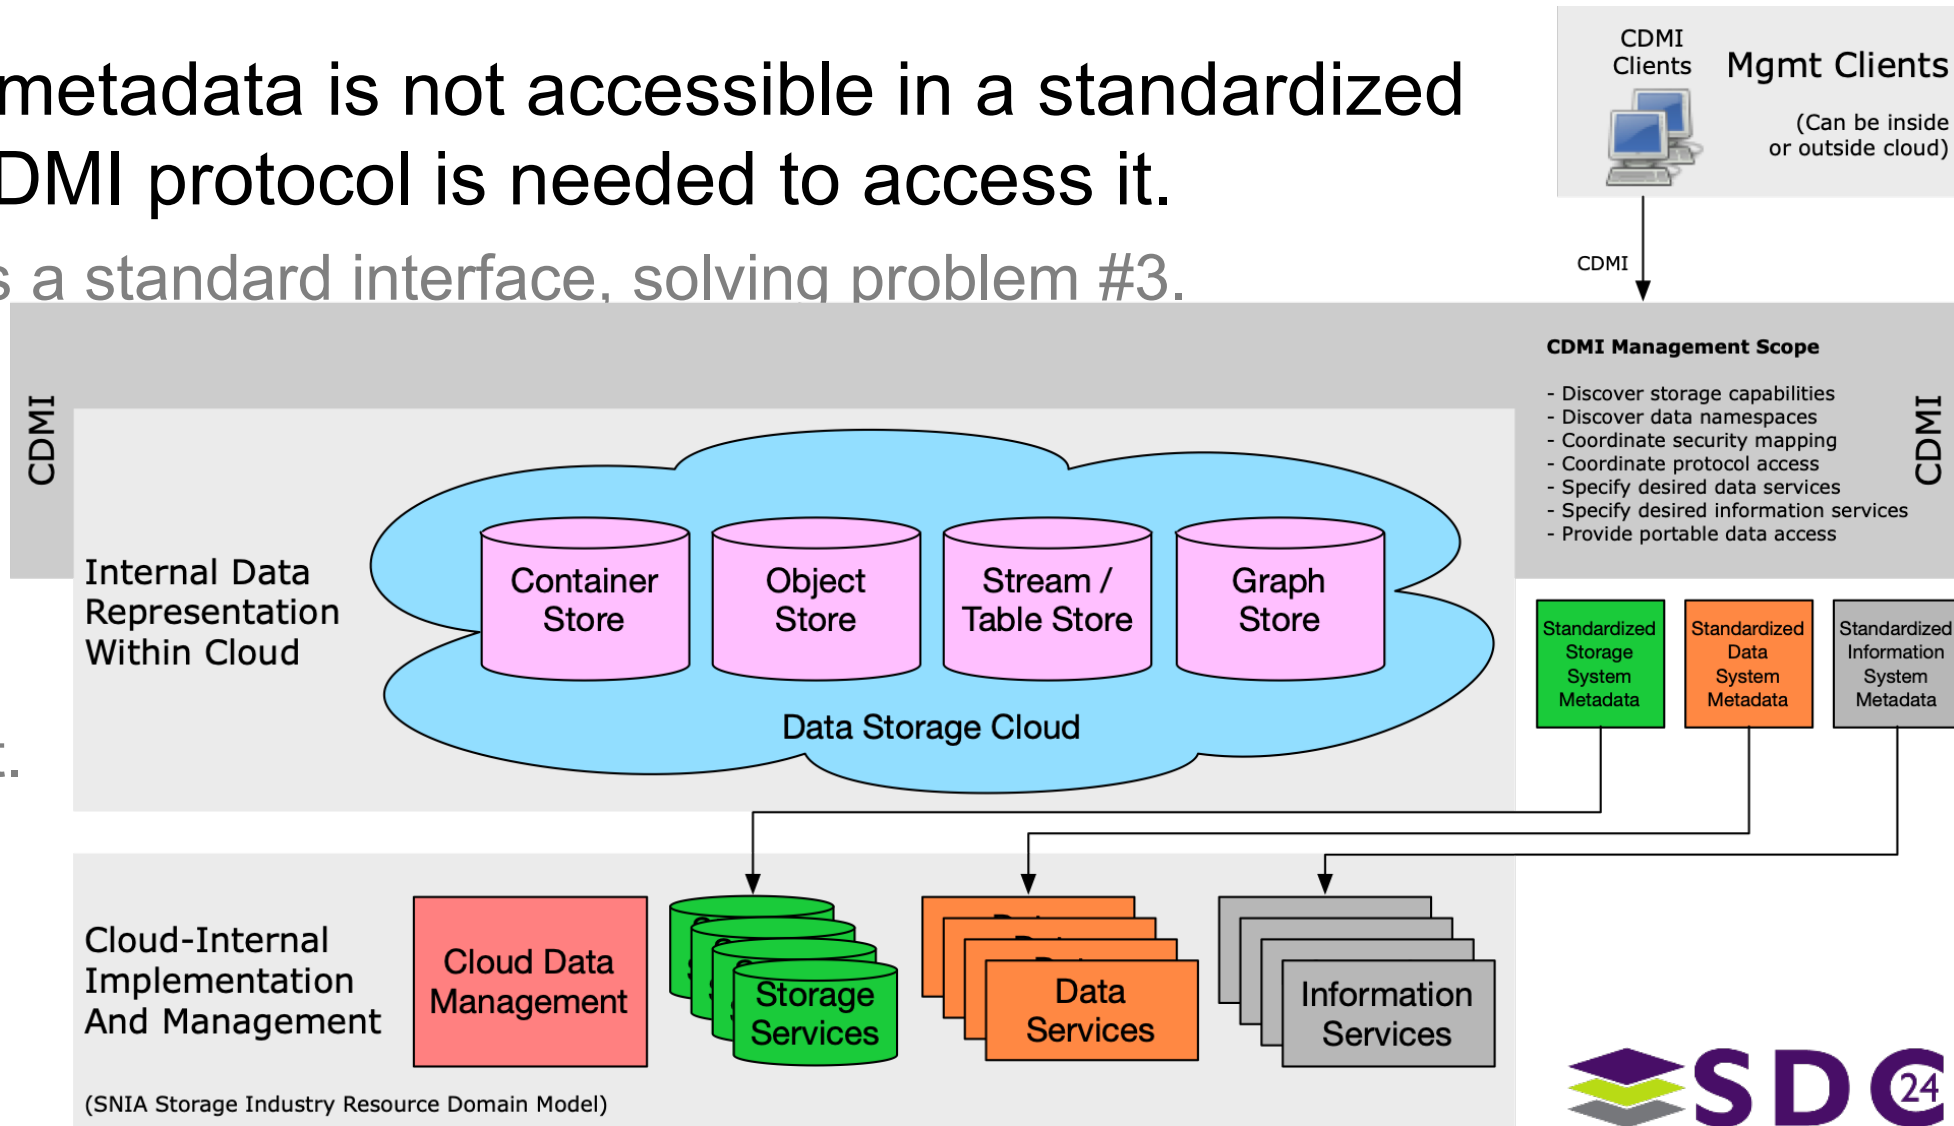 metadata is not accessible in a standardized
DMI protocol is needed to access it.
s a standard interface, solving problem #3.
t.
CDMI
Clients
Mgmt Clients
(Can be inside
or outside cloud)
CDMI
CDMI
CDMI Management Scope
- Discover storage capabilities
- Discover data namespaces
- Coordinate security mapping
- Coordinate protocol access
- Specify desired data services
- Specify desired information services
- Provide portable data access
CDMI
Internal Data
Representation
Within Cloud
Container
Store
Object
Store
Stream /
Table Store
Graph
Store
Data Storage Cloud
Standardized
Storage
System
Metadata
Standardized
Data
System
Metadata
Standardized
Information
System
Metadata
Cloud-Internal
Implementation
And Management
Cloud Data
Management
Storage
Services
Data
Services
Information
Services
(SNIA Storage Industry Resource Domain Model)
SDC
24